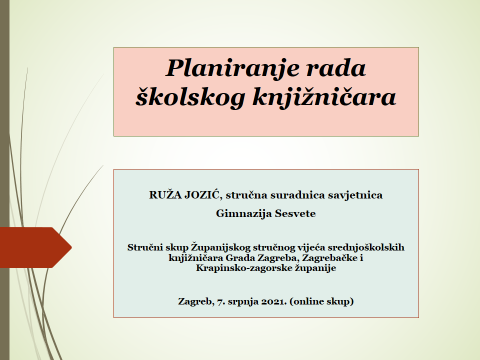 Planiranje rada
školskog knjižničara
RUŽA JOZIĆ, stručna suradnica savjetnica
Gimnazija Sesvete
Stručni skup Županijskog stručnog vijeća srednjoškolskih
knjižničara Grada Zagreba, Zagrebačke i
Krapinsko-zagorske županije
Zagreb, 7. srpnja 2021. (online skup)